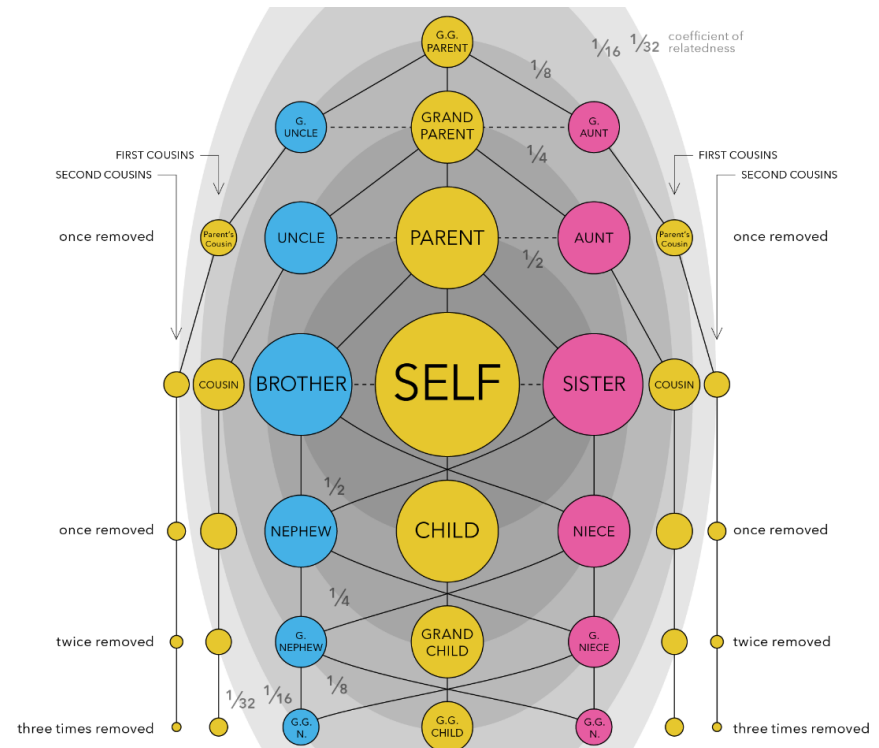 G.G.
PARENT
1/16 1/32 coefficient of
relatedness
1/8
G.
UNCLE
GRAND
PARENT
G.
AUNT
1/4
FIRST COUSINS
SECOND COUSINS
FIRST COUSINS
SECOND COUSINS
once removed
Parent's
Cousin
UNCLE
PARENT
AUNT
Parent's
Cousin
once removed
1/2
COUSIN
BROTHER
SELF
SISTER
COUSIN
1/2
once removed
NEPHEW
CHILD
NIECE
once removed
1/4
twice removed
G.
NEPHEW
GRAND
CHILD
G.
NIECE
twice removed
1/32 1/16 1/8
three times removed
G.G.
N.
G.G.
CHILD
G.G.
N.
three times removed